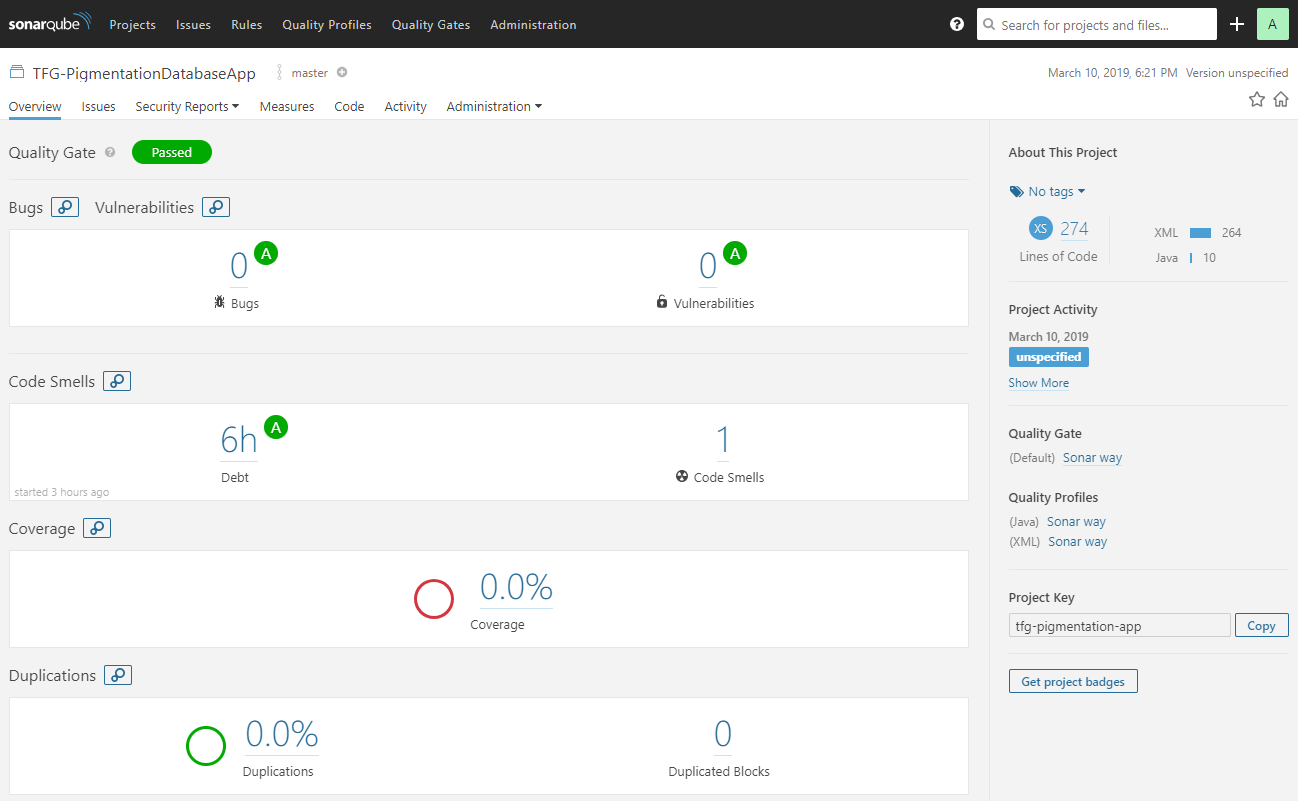 sonarqube Projects Issues Rules Quality Profiles Quality Gates Administration ? Search for projects and files... A
TFG-PigmentationDatabaseApp master March 10, 2019, 6:21 PM Version unspecified
Overview Issues Security Reports Measures Code Activity Administration
Quality Gate ? Passed
Bugs Vulnerabilities
0 A 0 A
Bugs Vulnerabilities
Code Smells
6h A 1
Debt Code Smells
started 3 hours ago
Coverage
0.0%
Coverage
Duplications
0.0% 0
Duplications Duplicated Blocks
About This Project
No tags
XS 274
Lines of Code
XML 264
Java 10
Project Activity
March 10, 2019
unspecified
Show More
Quality Gate
(Default) Sonar way
Quality Profiles
(Java) Sonar way
(XML) Sonar way
Project Key
tfg-pigmentation-app Copy
Get project badges